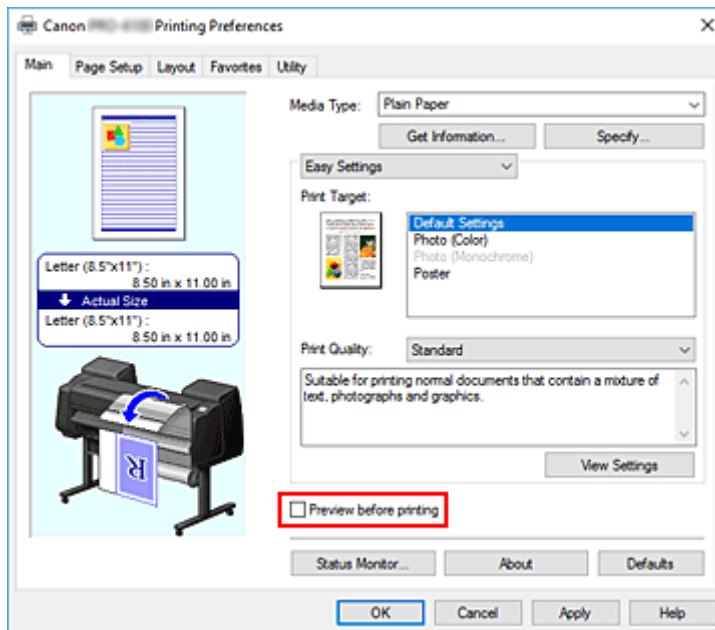 Canon Printing Preferences
Main Page Setup Layout Favorites Utility
Media Type: Plain Paper
Get Information... Specify...
Easy Settings
Print Target:
Default Settings
Photo (Color)
Photo (Monochrome)
Poster
Letter (8.5"x11") :
8.50 in x 11.00 in
Actual Size
Letter (8.5"x11") :
8.50 in x 11.00 in
Print Quality: Standard
Suitable for printing normal documents that contain a mixture of
text, photographs and graphics.
R
View Settings
Preview before printing
Status Monitor... About Defaults
OK Cancel Apply Help